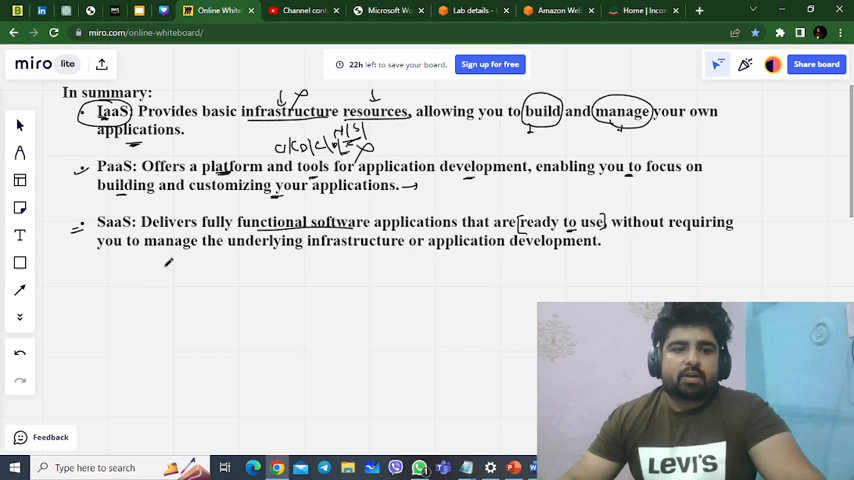 Online White
Channel cont
Microsoft W
Lab details -
Amazon Web
Home | Incor
miro.com/online-whiteboard/
miro
lite
22h left to save your board.
Sign up for free
Share board
In summary:
IaaS: Provides basic infrastructure resources, allowing you to build and manage your own
applications.
PaaS: Offers a platform and tools for application development, enabling you to focus on
building and customizing your applications.
SaaS: Delivers fully functional software applications that are [ready to use], without requiring
you to manage the underlying infrastructure or application development.
Feedback
LEVI'S
Type here to search